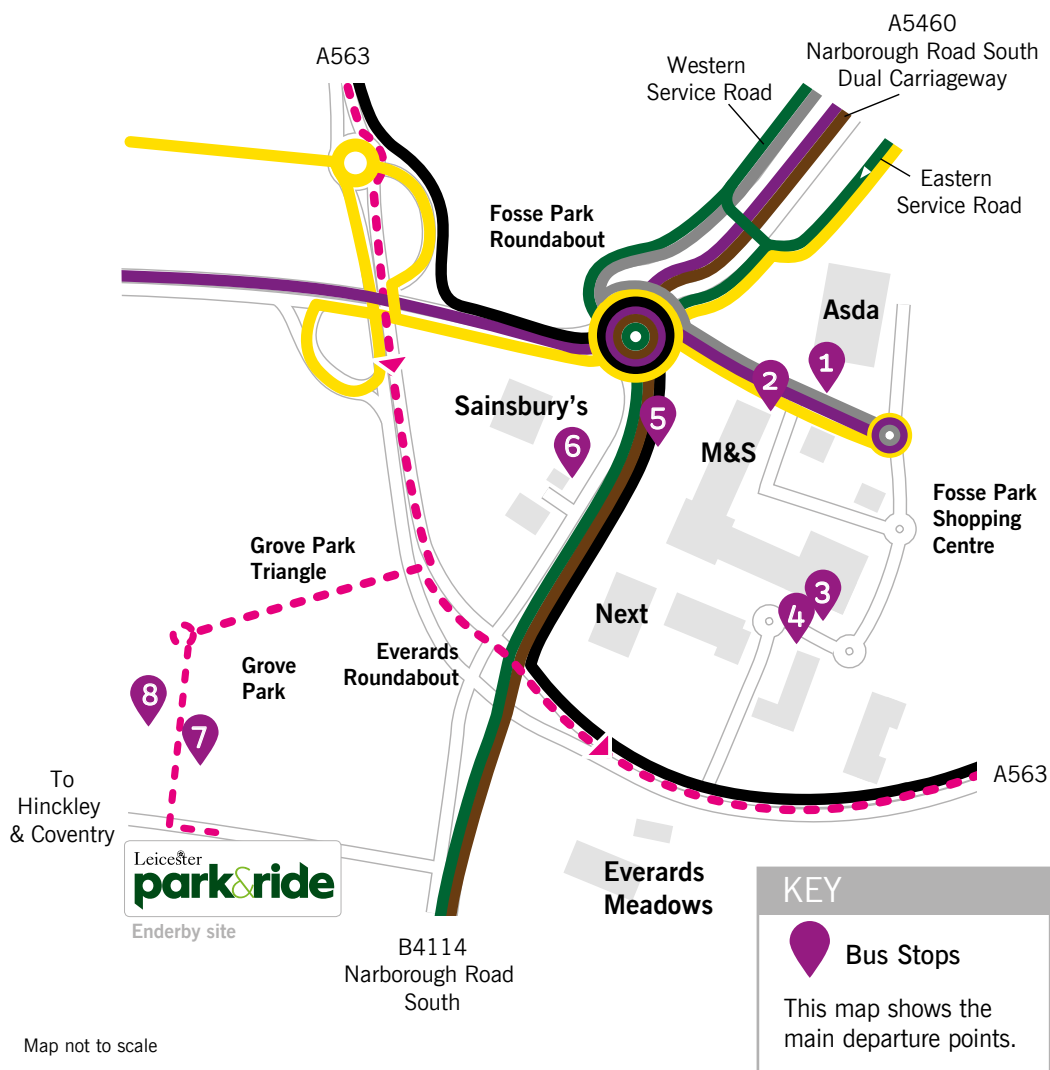 A5460
Narborough Road South
Dual Carriageway
A563
Western
Service Road
Eastern
Service Road
Fosse Park
Roundabout
Asda
1
2
Sainsbury's
5
6
M&S
Fosse Park
Shopping
Centre
Grove Park
Triangle
3
4
Next
Everards
Roundabout
Grove
Park
8
7
To
Hinckley
& Coventry
A563
Leicester
park&ride
Enderby site
Everards
Meadows
B4114
Narborough Road
South
KEY
Bus Stops
This map shows the
main departure points.
Map not to scale